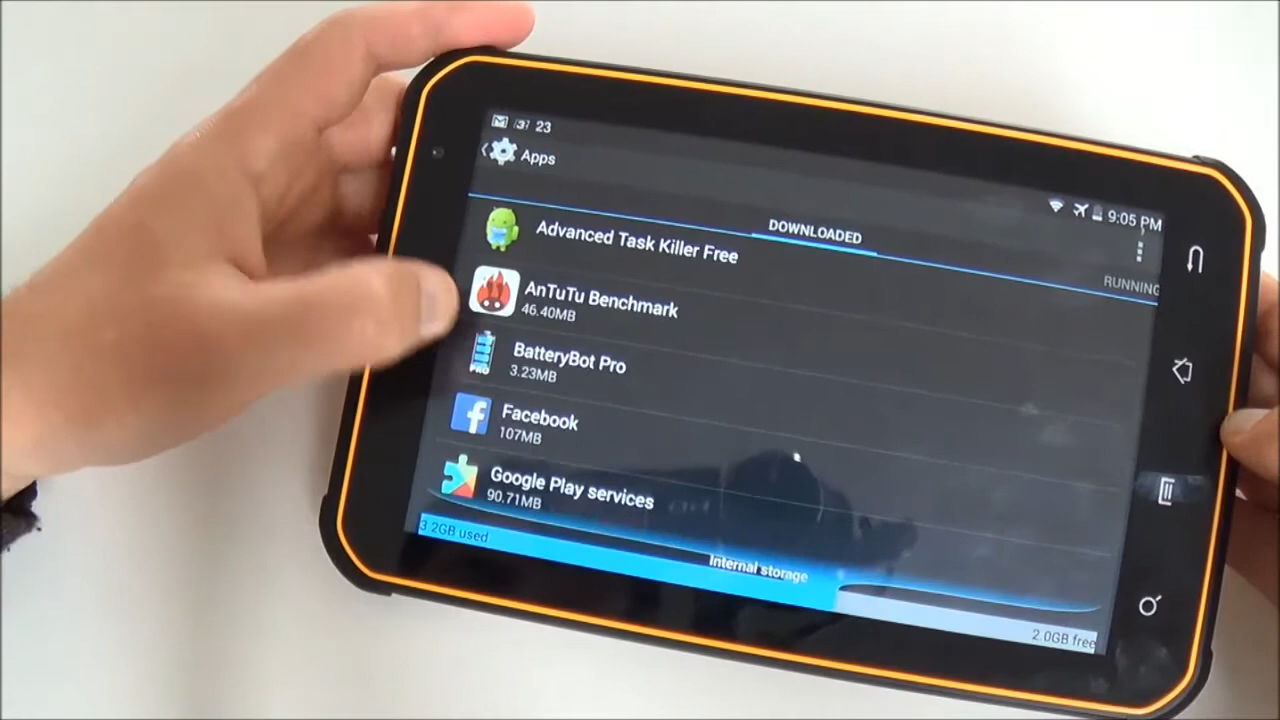 23
9:05 PM
Apps
DOWNLOADED
RUNNING
Advanced Task Killer Free
AnTuTu Benchmark
46.40MB
BatteryBot Pro
3.23MB
PRO
Facebook
107MB
Google Play services
90.71MB
Internal storage
3.2GB used
2.0GB free